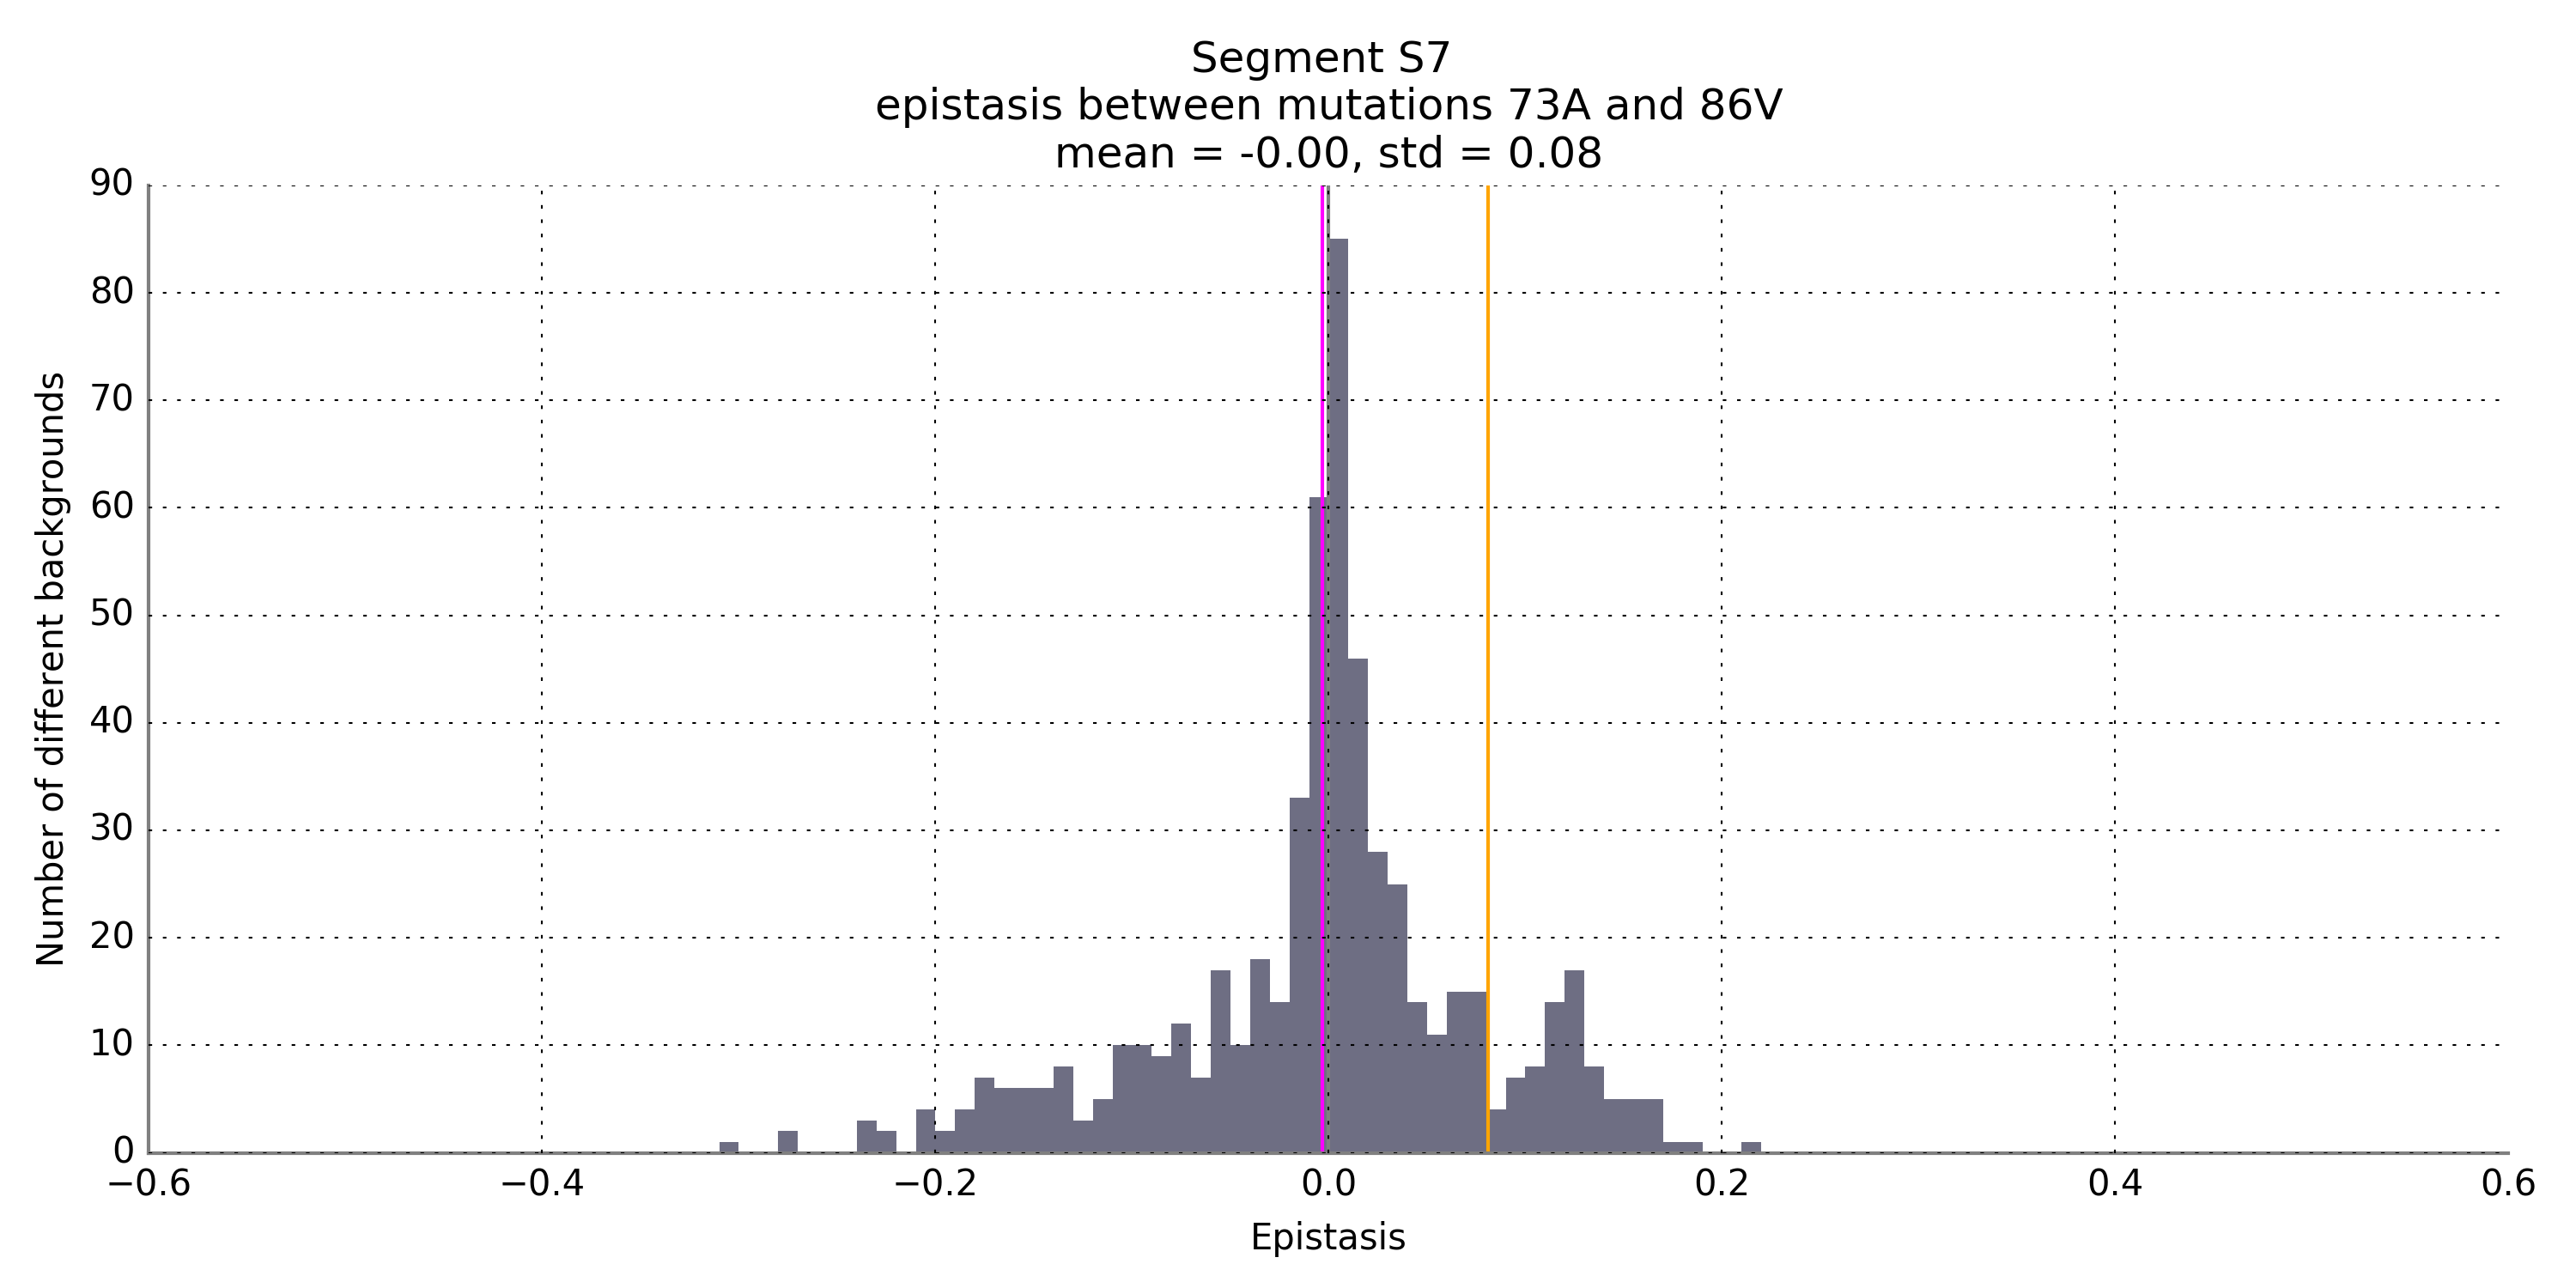 Segment S7
epistasis between mutations 73A and 86V
mean = -0.00, std = 0.08
90
80
70
60
50
40
30
20
10
0
Number of different backgrounds
−0.6 −0.4 −0.2 0.0 0.2 0.4 0.6
Epistasis